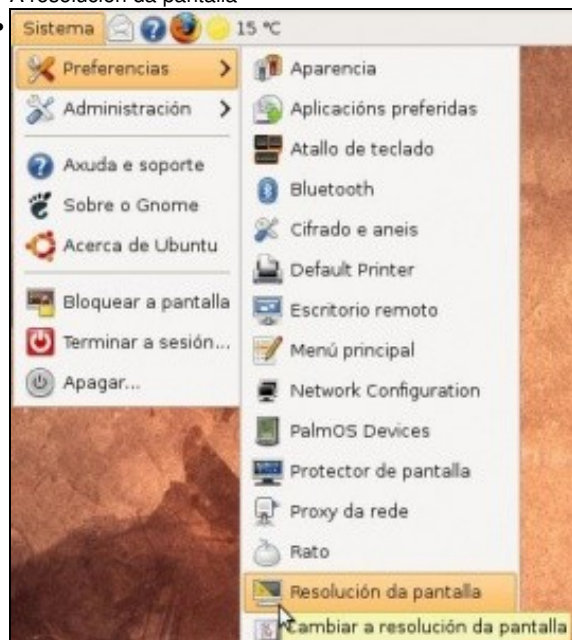 A resolución da pantalla
Sistema
15 °C
Preferencias
Administración
Axuda e soporte
Sobre o Gnome
Acerca de Ubuntu
Bloquear a pantalla
Terminar a sesión...
Apagar...
Aparencia
Aplicacións preferidas
Atallo de teclado
Bluetooth
Cifrado e aneis
Default Printer
Escritorio remoto
Menú principal
Network Configuration
PalmOS Devices
Protector de pantalla
Proxy da rede
Rato
Resolución da pantalla
Cambiar a resolución da pantalla